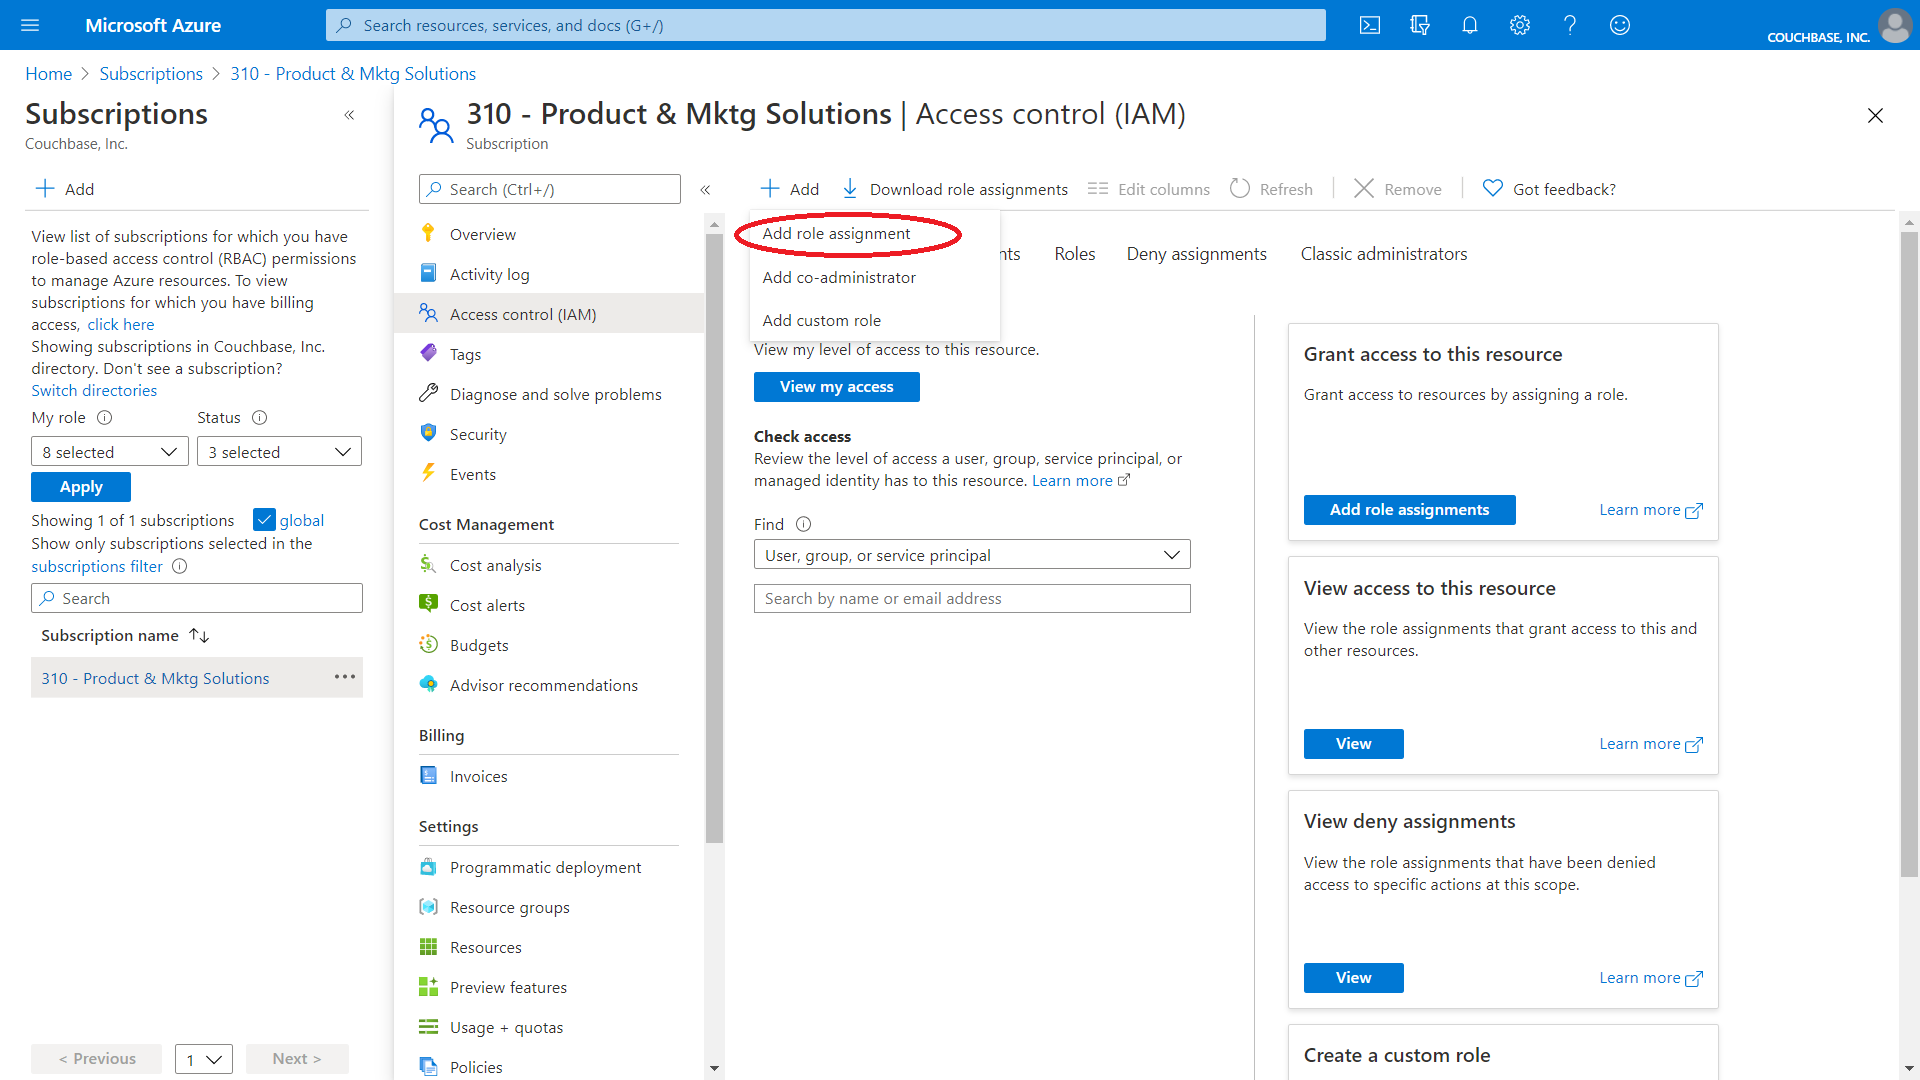 Microsoft Azure
Search resources, services, and docs (G+/)
COUCHBASE, INC.
Home > Subscriptions > 310 - Product & Mktg Solutions
Subscriptions
Couchbase, Inc.
Add
View list of subscriptions for which you have
role-based access control (RBAC) permissions
to manage Azure resources. To view
subscriptions for which you have billing
access, click here
Showing subscriptions in Couchbase, Inc.
directory. Don't see a subscription?
Switch directories
My role Status
8 selected 3 selected
Apply
Showing 1 of 1 subscriptions global
Show only subscriptions selected in the
subscriptions filter
Search
Subscription name
310 - Product & Mktg Solutions
< Previous 1 Next >
310 - Product & Mktg Solutions | Access control (IAM)
Subscription
Search (Ctrl+/)
Overview
Activity log
Access control (IAM)
Tags
Diagnose and solve problems
Security
Events
Cost Management
Cost analysis
Cost alerts
Budgets
Advisor recommendations
Billing
Invoices
Settings
Programmatic deployment
Resource groups
Resources
Preview features
Usage + quotas
Policies
Add Download role assignments Edit columns Refresh Remove Got feedback?
Add role assignment
Add co-administrator
Add custom role
nts Roles Deny assignments Classic administrators
View my level of access to this resource.
View my access
Check access
Review the level of access a user, group, service principal, or
managed identity has to this resource. Learn more
Find
User, group, or service principal
Search by name or email address
Grant access to this resource
Grant access to resources by assigning a role.
Add role assignments Learn more
View access to this resource
View the role assignments that grant access to this and
other resources.
View Learn more
View deny assignments
View the role assignments that have been denied
access to specific actions at this scope.
View Learn more
Create a custom role